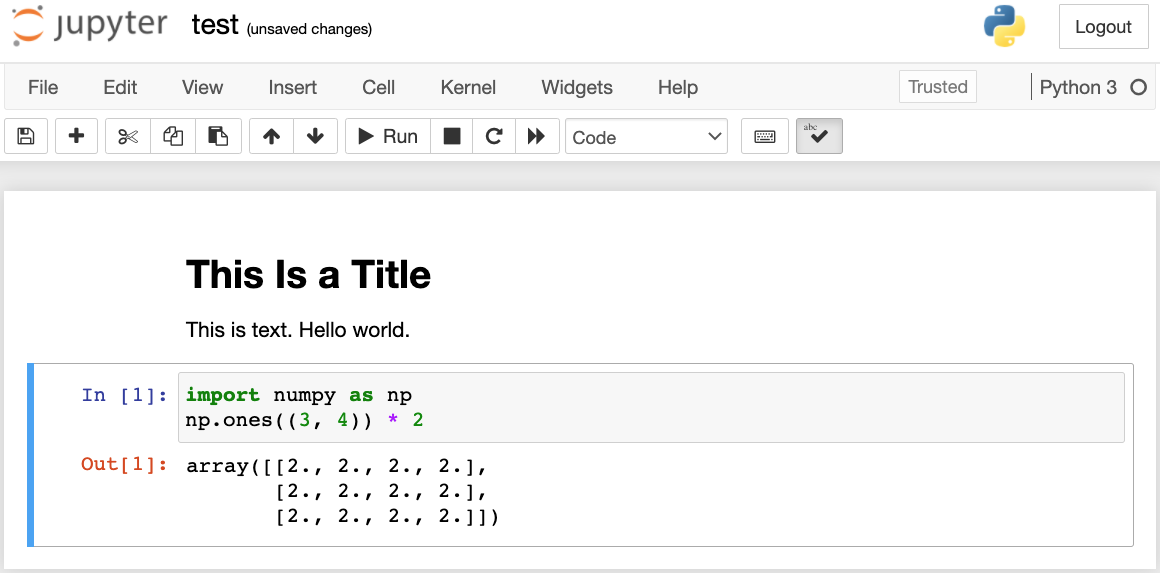 jupyter test (unsaved changes) Logout
File Edit View Insert Cell Kernel Widgets Help Trusted Python 3
Run Code abc
This Is a Title
This is text. Hello world.
In [1]: import numpy as np
np.ones((3, 4)) * 2
Out[1]: array([[2., 2., 2., 2.],
[2., 2., 2., 2.],
[2., 2., 2., 2.]])